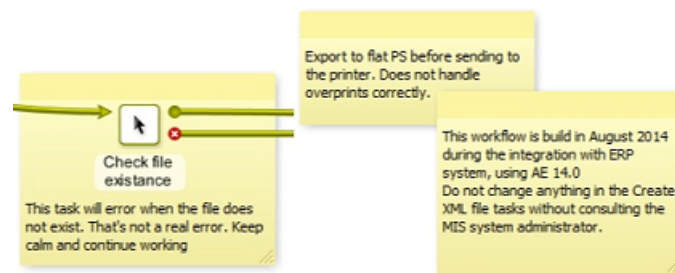 Export to flat PS before sending to
the printer. Does not handle
overprints correctly.
Check file
existance
This task will error when the file does
not exist. That's not a real error. Keep
calm and continue working
This workflow is build in August 2014
during the integration with ERP
system, using AE 14.0
Do not change anything in the Create
XML file tasks without consulting the
MIS system administrator.